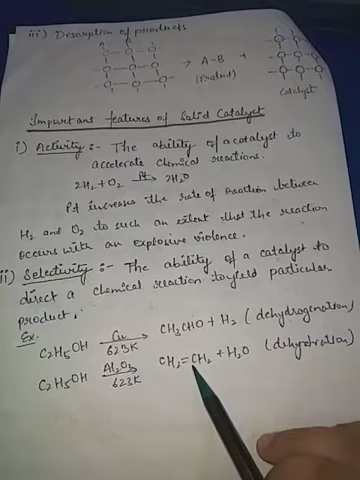 iii) Desorption of products
A B
→ A-B +
(Product)
catalyst
Important features of Solid Catalyst
i) Activity :- The ability of a catalyst to
accelerate chemical reactions.
2H₂ + O₂ —Pt→ 2H₂O
Pt increases the rate of reaction between
H₂ and O₂ to such an extent that the reaction
occurs with an explosive violence.
ii) Selectivity :- The ability of a catalyst to
direct a chemical reaction to yield particular
product.
Ex.
C₂H₅OH —Cu / 623K→ CH₃CHO + H₂ (dehydrogenation)
C₂H₅OH —Al₂O₃ / 623K→ CH₂=CH₂ + H₂O (dehydration)